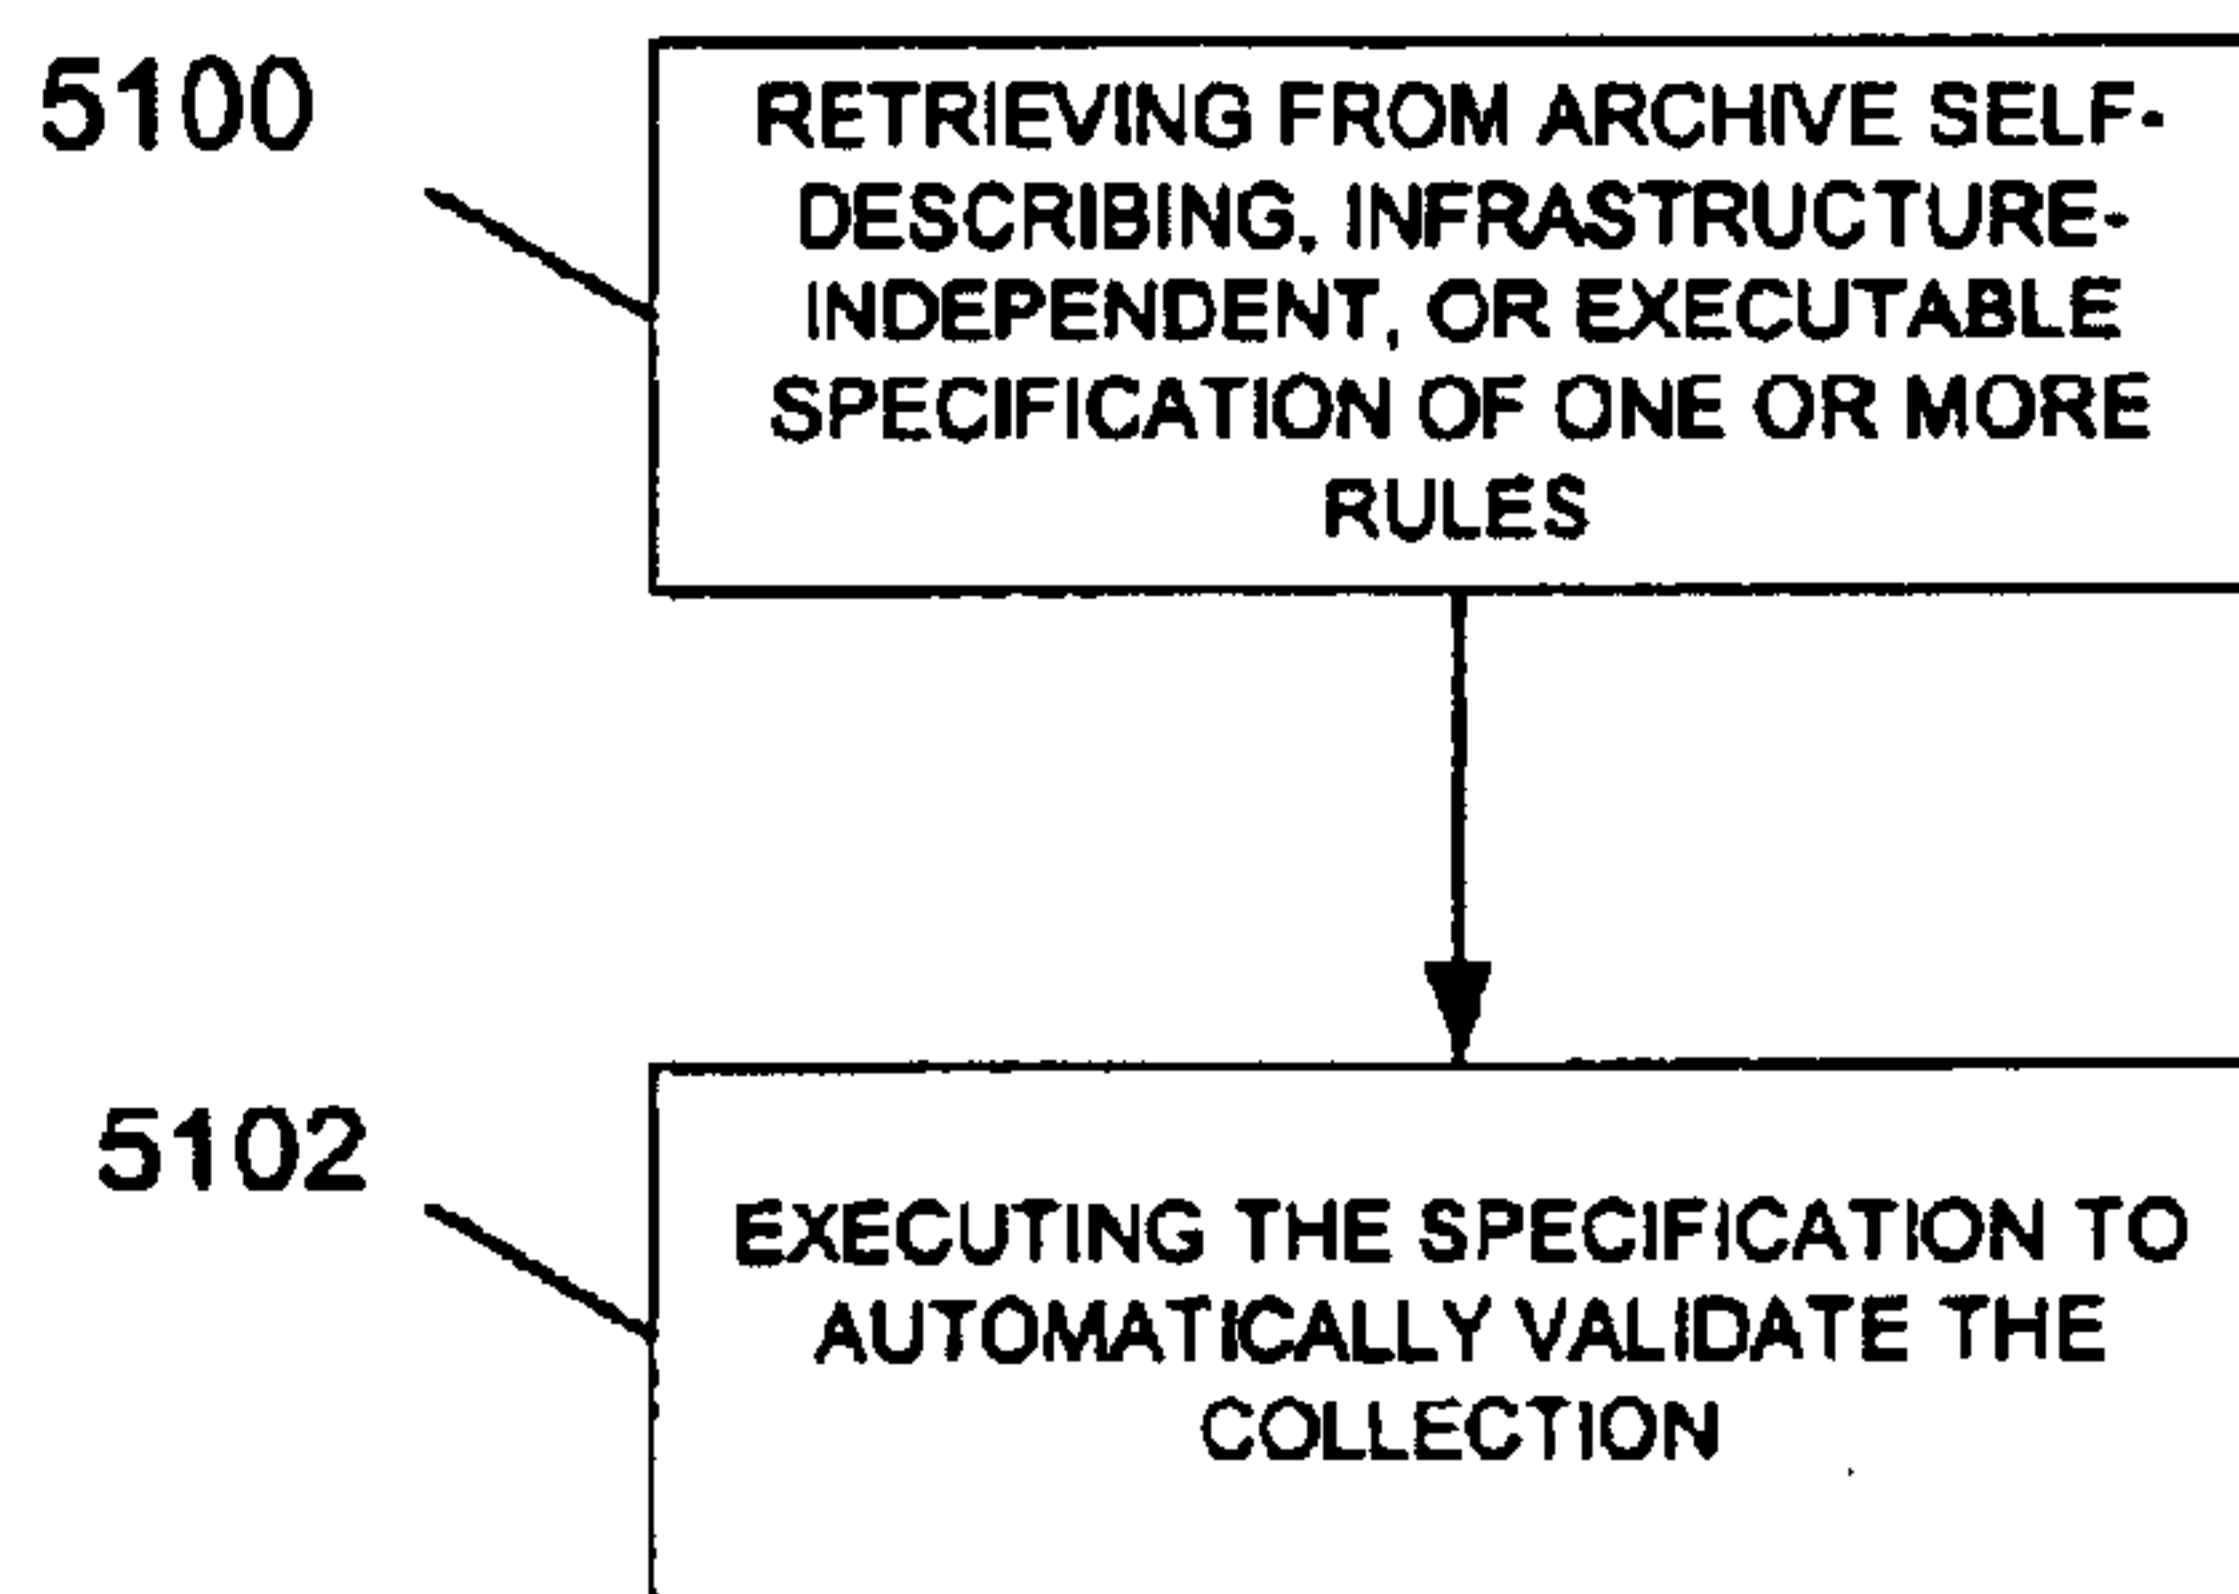 5100
RETRIEVING FROM ARCHIVE SELF-
DESCRIBING, INFRASTRUCTURE-
INDEPENDENT, OR EXECUTABLE
SPECIFICATION OF ONE OR MORE
RULES
5102
EXECUTING THE SPECIFICATION TO
AUTOMATICALLY VALIDATE THE
COLLECTION